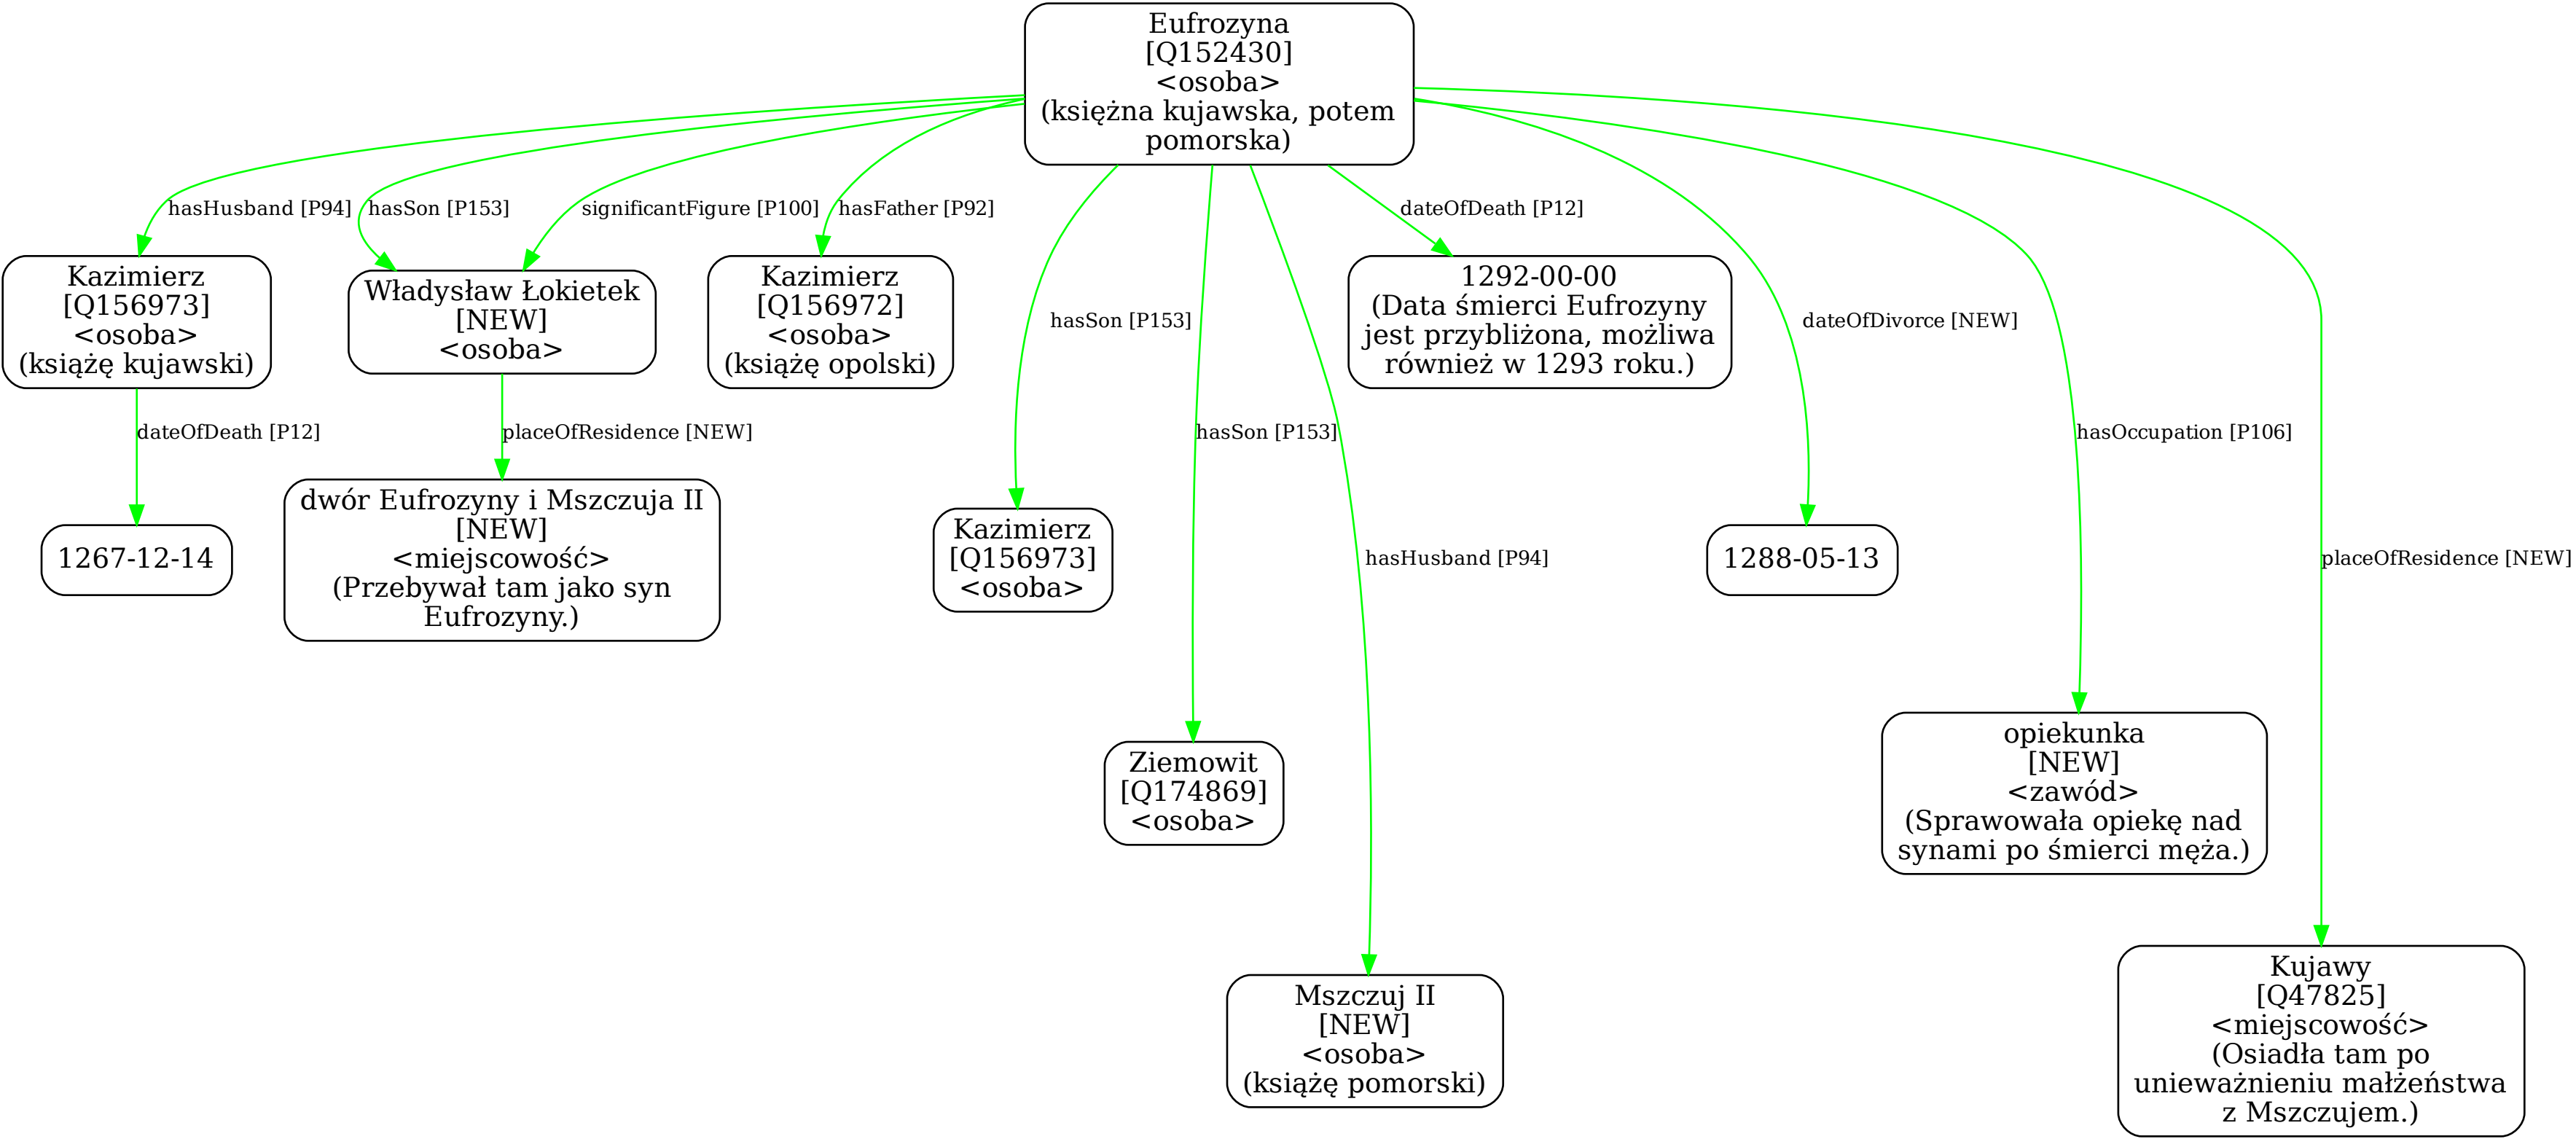 Eufrozyna
[Q152430]
<osoba>
(księżna kujawska, potem
pomorska)
hasHusband [P94]
hasSon [P153]
significantFigure [P100]
hasFather [P92]
dateOfDeath [P12]
Kazimierz
[Q156973]
<osoba>
(książę kujawski)
Władysław Łokietek
[NEW]
<osoba>
Kazimierz
[Q156972]
<osoba>
(książę opolski)
hasSon [P153]
1292-00-00
(Data śmierci Eufrozyny
jest przybliżona, możliwa
również w 1293 roku.)
dateOfDivorce [NEW]
dateOfDeath [P12]
placeOfResidence [NEW]
hasSon [P153]
hasOccupation [P106]
1267-12-14
dwór Eufrozyny i Mszczuja II
[NEW]
<miejscowość>
(Przebywał tam jako syn
Eufrozyny.)
Kazimierz
[Q156973]
<osoba>
hasHusband [P94]
1288-05-13
placeOfResidence [NEW]
Ziemowit
[Q174869]
<osoba>
opiekunka
[NEW]
<zawód>
(Sprawowała opiekę nad
synami po śmierci męża.)
Mszczuj II
[NEW]
<osoba>
(książę pomorski)
Kujawy
[Q47825]
<miejscowość>
(Osiadła tam po
unieważnieniu małżeństwa
z Mszczujem.)